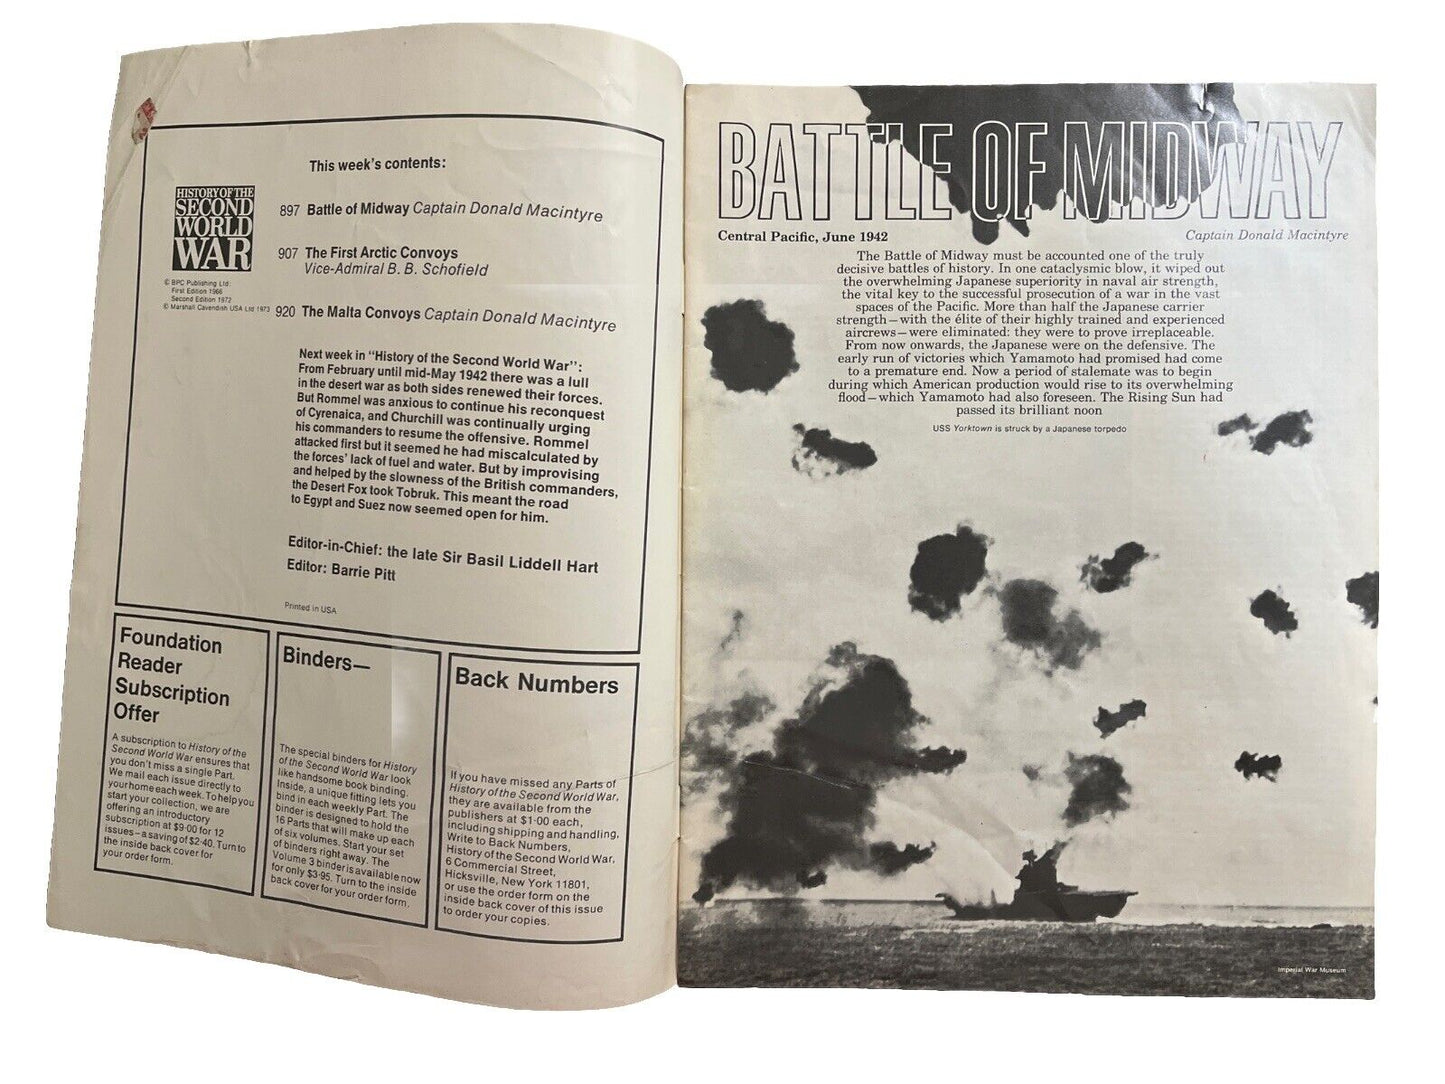 This week's contents:
HISTORY OF THE
SECOND
WORLD
WAR
© BPC Publishing Ltd.
First Edition 1966
Second Edition 1972
© Marshall Cavendish USA Ltd 1973
897 Battle of Midway Captain Donald Macintyre
907 The First Arctic Convoys
Vice-Admiral B. B. Schofield
920 The Malta Convoys Captain Donald Macintyre
Next week in "History of the Second World War":
From February until mid-May 1942 there was a lull
in the desert war as both sides renewed their forces.
But Rommel was anxious to continue his reconquest
of Cyrenaica, and Churchill was continually urging
his commanders to resume the offensive. Rommel
attacked first but it seemed he had miscalculated by
the forces' lack of fuel and water. But by improvising
and helped by the slowness of the British commanders,
the Desert Fox took Tobruk. This meant the road
to Egypt and Suez now seemed open for him.
Editor-in-Chief: the late Sir Basil Liddell Hart
Editor: Barrie Pitt
Printed in USA
Foundation
Reader
Subscription
Offer
A subscription to History of the
Second World War ensures that
you don't miss a single Part.
We mail each issue directly to
your home each week. To help you
start your collection, we are
offering an introductory
subscription at $9·00 for 12
issues–a saving of $2·40. Turn to
the inside back cover for
your order form.
Binders—
The special binders for History
of the Second World War look
like handsome book binding.
Inside, a unique fitting lets you
bind in each weekly Part. The
binder is designed to hold the
16 Parts that will make up each
of six volumes. Start your set
of binders right away. The
Volume 3 binder is available now
for only $3·95. Turn to the inside
back cover for your order form.
Back Numbers
If you have missed any Parts of
History of the Second World War,
they are available from the
publishers at $1·00 each,
including shipping and handling.
Write to Back Numbers,
History of the Second World War,
6 Commercial Street,
Hicksville, New York 11801,
or use the order form on the
inside back cover of this issue
to order your copies.
BATTLE OF MIDWAY
Central Pacific, June 1942
Captain Donald Macintyre
The Battle of Midway must be accounted one of the truly
decisive battles of history. In one cataclysmic blow, it wiped out
the overwhelming Japanese superiority in naval air strength,
the vital key to the successful prosecution of a war in the vast
spaces of the Pacific. More than half the Japanese carrier
strength—with the élite of their highly trained and experienced
aircrews—were eliminated: they were to prove irreplaceable.
From now onwards, the Japanese were on the defensive. The
early run of victories which Yamamoto had promised had come
to a premature end. Now a period of stalemate was to begin
during which American production would rise to its overwhelming
flood—which Yamamoto had also foreseen. The Rising Sun had
passed its brilliant noon
USS Yorktown is struck by a Japanese torpedo
Imperial War Museum